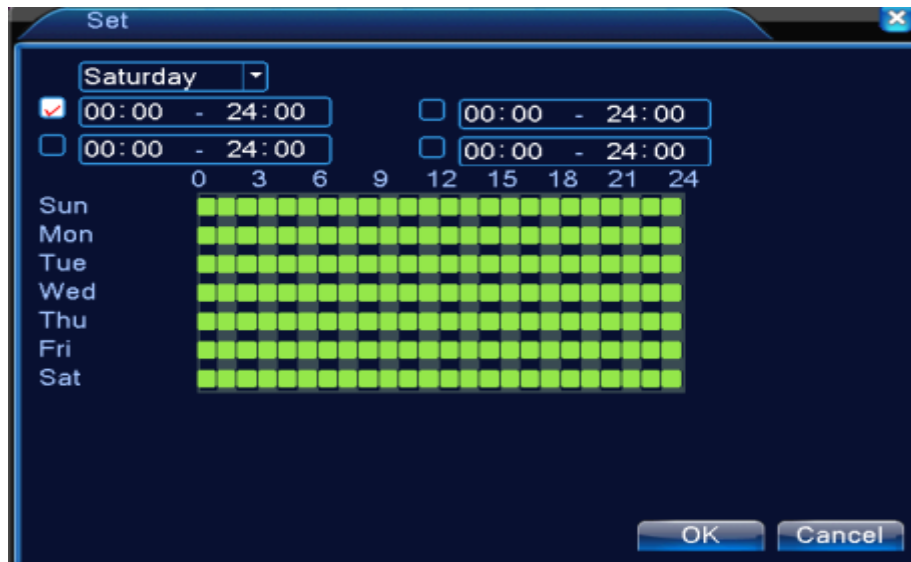 Set
Saturday
00:00 - 24:00 00:00 - 24:00
00:00 - 24:00 00:00 - 24:00
0 3 6 9 12 15 18 21 24
Sun
Mon
Tue
Wed
Thu
Fri
Sat
OK Cancel